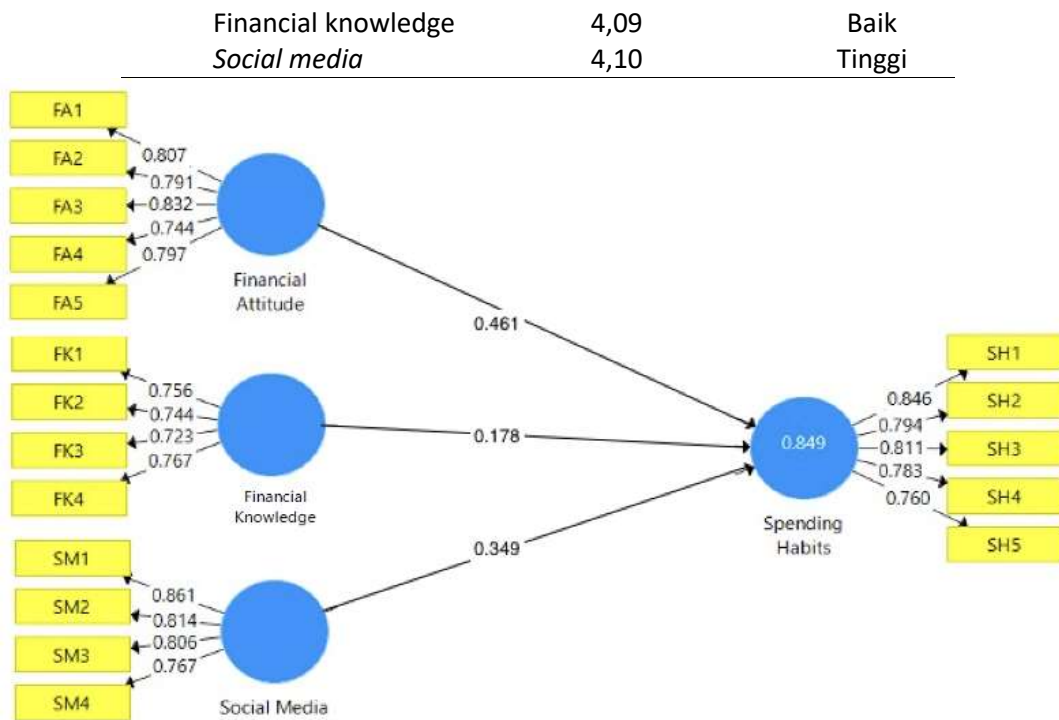 Financial knowledge 4,09 Baik
Social media 4,10 Tinggi
FA1
0.807
FA2
0.791
FA3
0.832
FA4
0.744
FA5
0.797
Financial
Attitude
0.461
FK1
0.756
FK2
0.744
FK3
0.723
FK4
0.767
Financial
Knowledge
0.178
SM1
0.861
SM2
0.814
SM3
0.806
SM4
0.767
Social Media
0.349
0.849
Spending
Habits
SH1
0.846
SH2
0.794
SH3
0.811
SH4
0.783
SH5
0.760